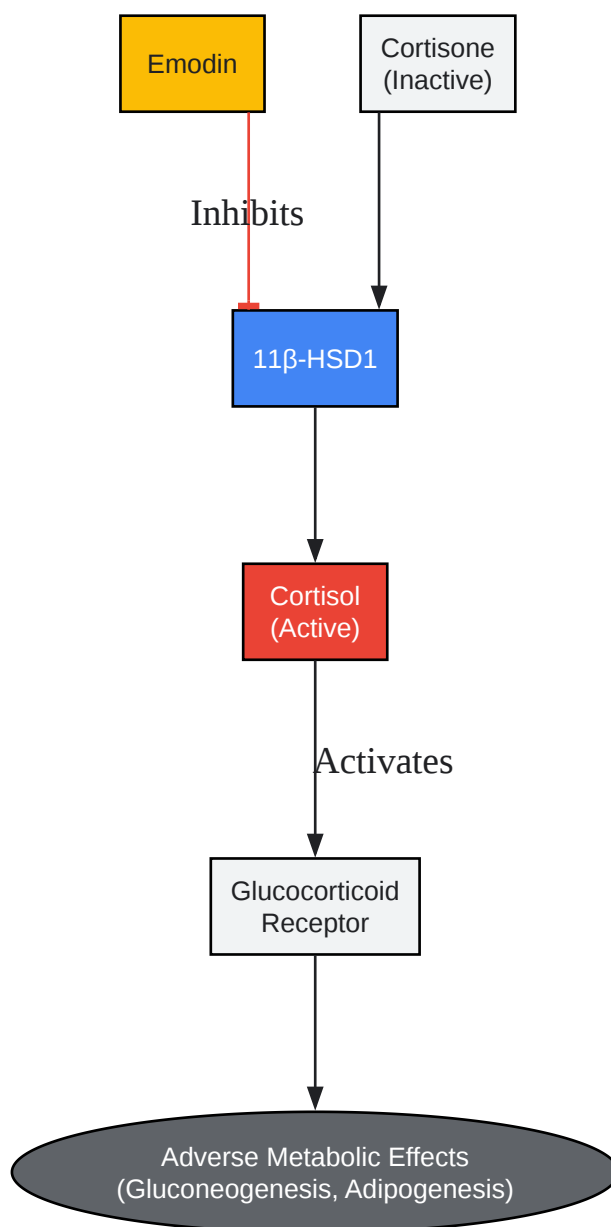 Emodin
Cortisone
(Inactive)
Inhibits
11β-HSD1
Cortisol
(Active)
Activates
Glucocorticoid
Receptor
Adverse Metabolic Effects
(Gluconeogenesis, Adipogenesis)